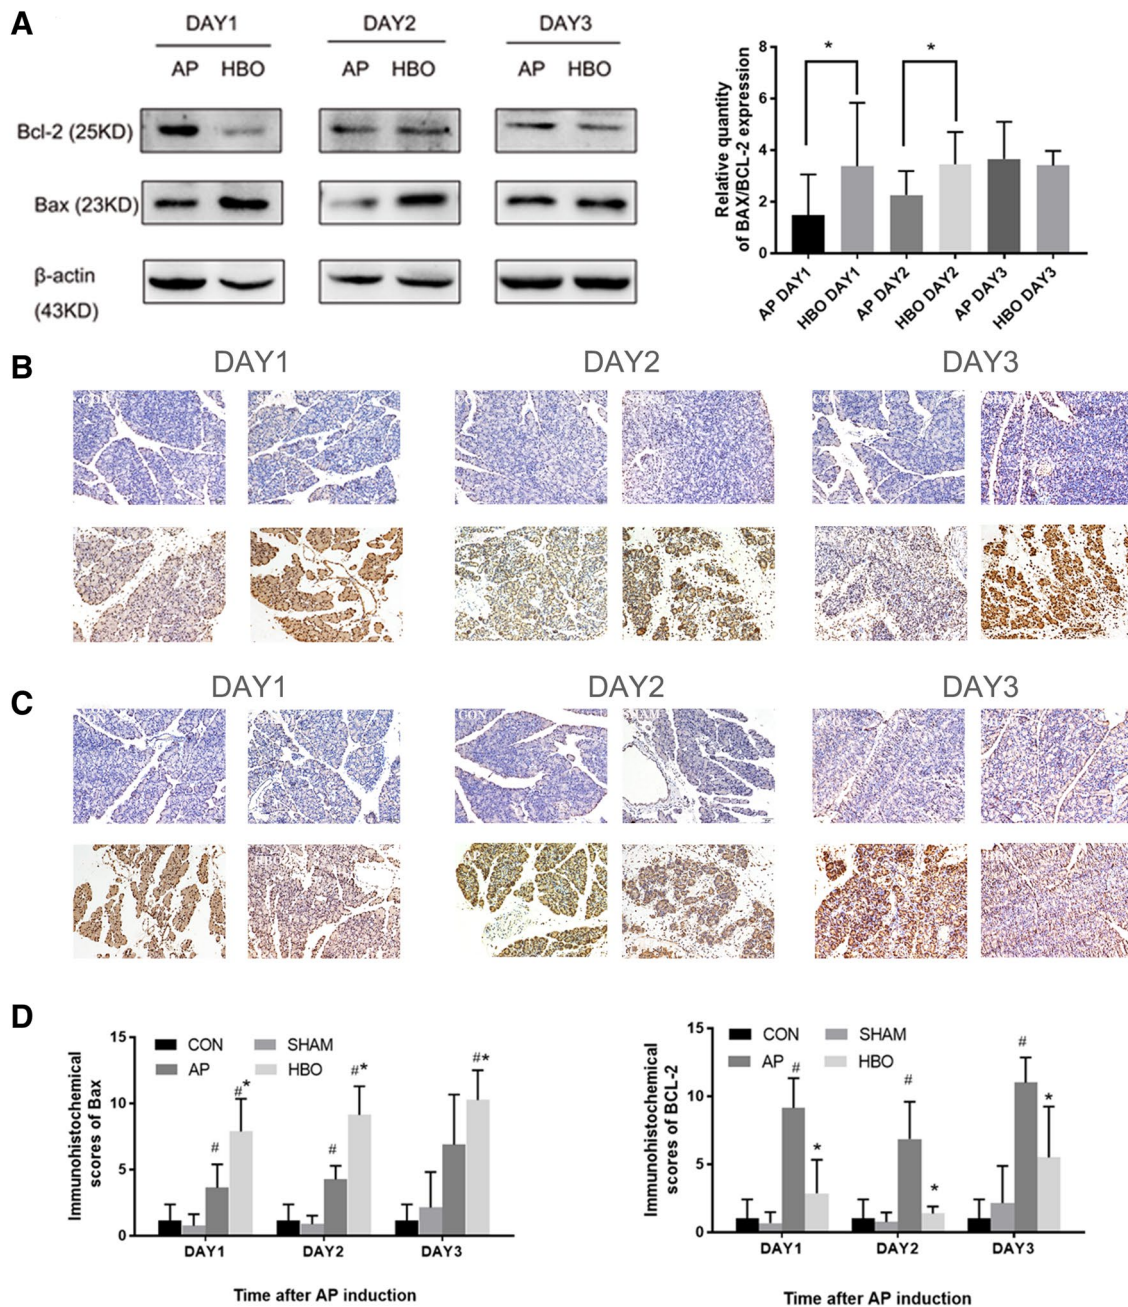 A
DAY1
DAY2
DAY3
AP HBO
AP HBO
AP HBO
Bcl-2 (25KD)
Bax (23KD)
β-actin
(43KD)
Relative quantity
of BAX/BCL-2 expression
8
6
4
2
0
*
*
AP DAY1
HBO DAY1
AP DAY2
HBO DAY2
AP DAY3
HBO DAY3
B
DAY1
DAY2
DAY3
C
DAY1
DAY2
DAY3
CON
D
Immunohistochemical
scores of Bax
15
10
5
0
CON
SHAM
AP
HBO
#
#*
#
#*
#*
DAY1
DAY2
DAY3
Time after AP induction
Immunohistochemical
scores of BCL-2
15
10
5
0
CON
SHAM
AP
HBO
#
*
#
*
#
*
DAY1
DAY2
DAY3
Time after AP induction